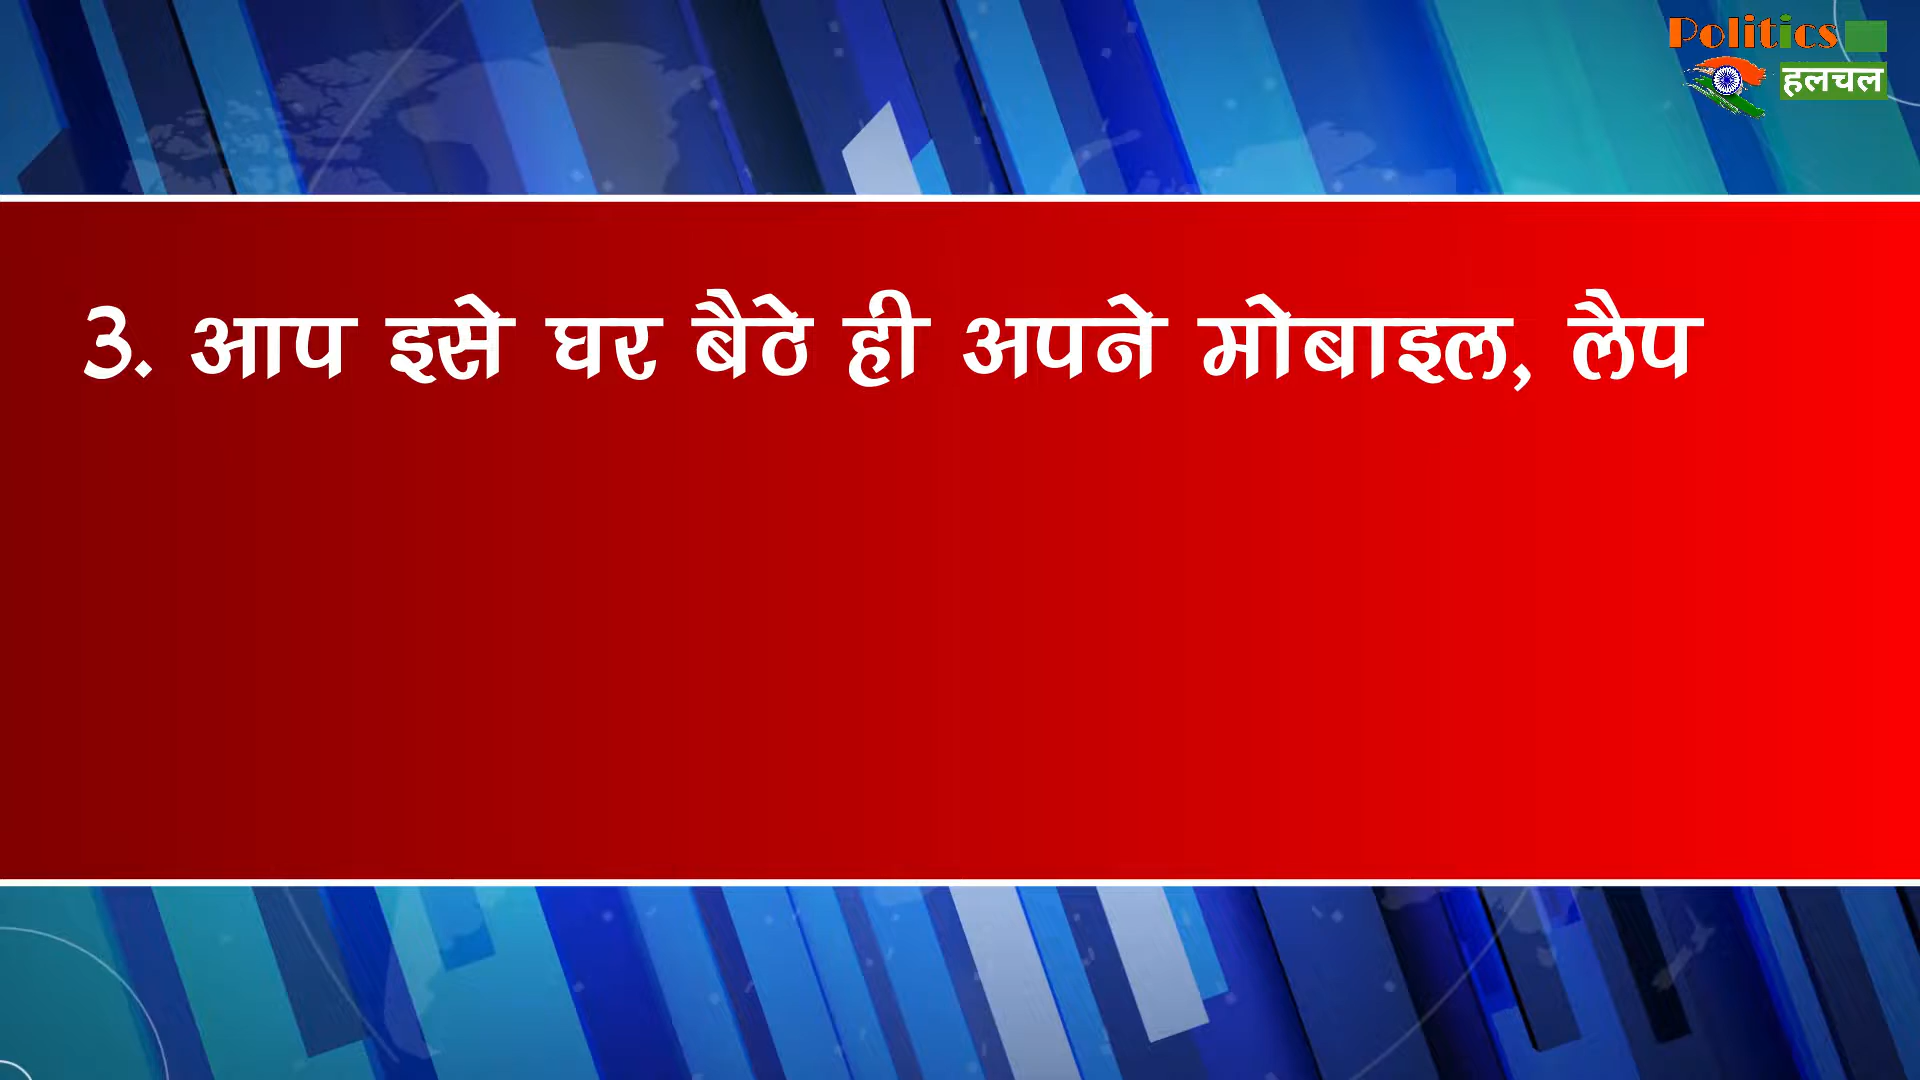 Politics
हलचल
3. आप इसे घर बैठे ही अपने मोबाइल, लैप